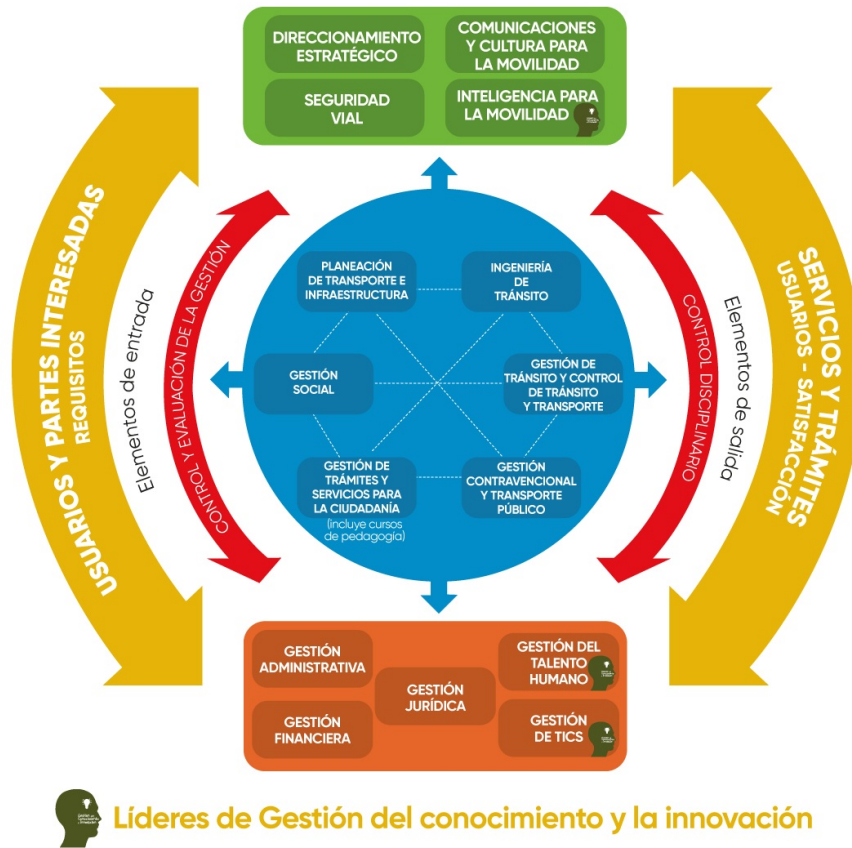 DIRECCIONAMIENTO
ESTRATÉGICO
COMUNICACIONES
Y CULTURA PARA
LA MOVILIDAD
SEGURIDAD
VIAL
INTELIGENCIA PARA
LA MOVILIDAD
USUARIOS Y PARTES INTERESADAS
REQUISITOS
Elementos de entrada
CONTROL Y EVALUACIÓN DE LA GESTIÓN
PLANEACIÓN
DE TRANSPORTE E
INFRAESTRUCTURA
INGENIERÍA
DE
TRÁNSITO
GESTIÓN
SOCIAL
GESTIÓN DE
TRÁNSITO Y CONTROL
DE TRÁNSITO
Y TRANSPORTE
GESTIÓN DE
TRÁMITES Y
SERVICIOS PARA
LA CIUDADANÍA
(incluye cursos
de pedagogía)
GESTIÓN
CONTRAVENCIONAL
Y TRANSPORTE
PÚBLICO
CONTROL DISCIPLINARIO
Elementos de salida
SERVICIOS Y TRÁMITES
USUARIOS - SATISFACCIÓN
GESTIÓN
ADMINISTRATIVA
GESTIÓN
JURÍDICA
GESTIÓN DEL
TALENTO
HUMANO
GESTIÓN
FINANCIERA
GESTIÓN
DE TICS
Líderes de Gestión del conocimiento y la innovación